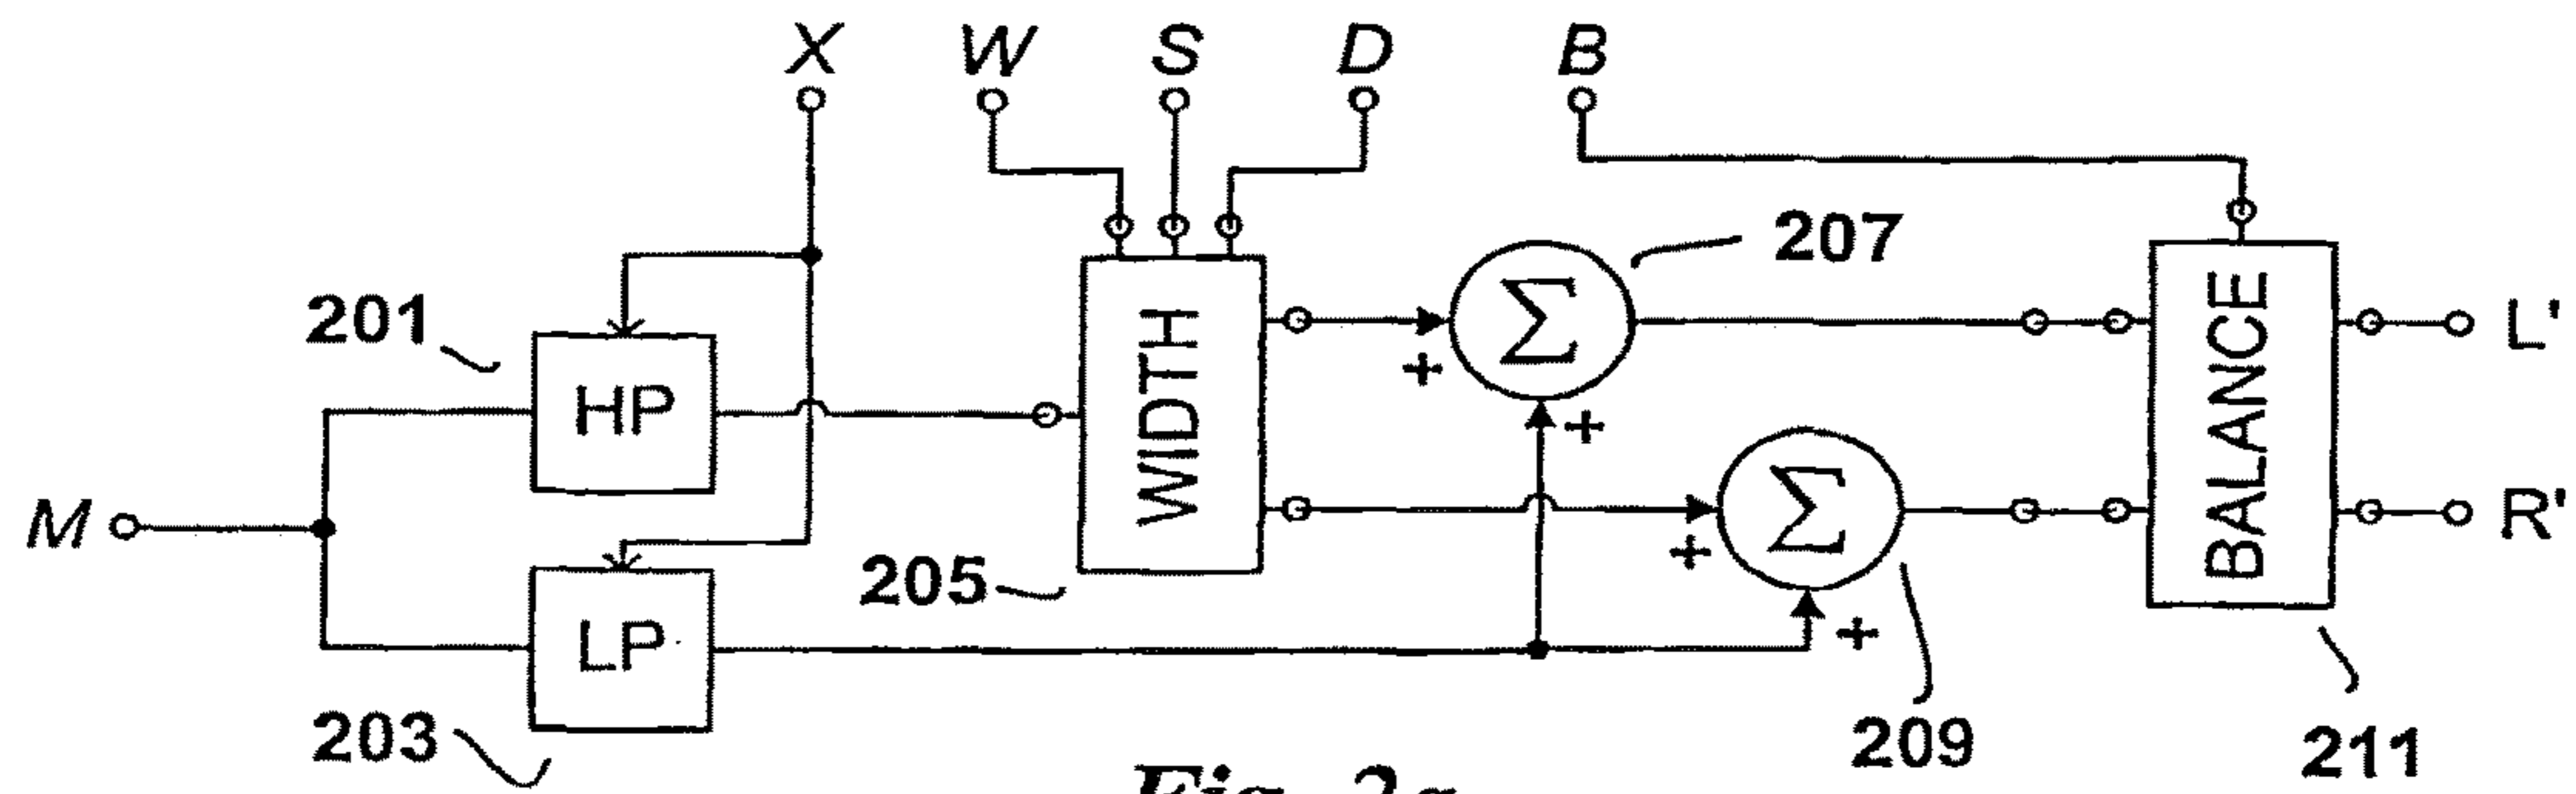 X W S D B
207
201
HP
WIDTH
Σ
+
+
BALANCE
L'
M
Σ
+
+
R'
205
LP
203
209
211